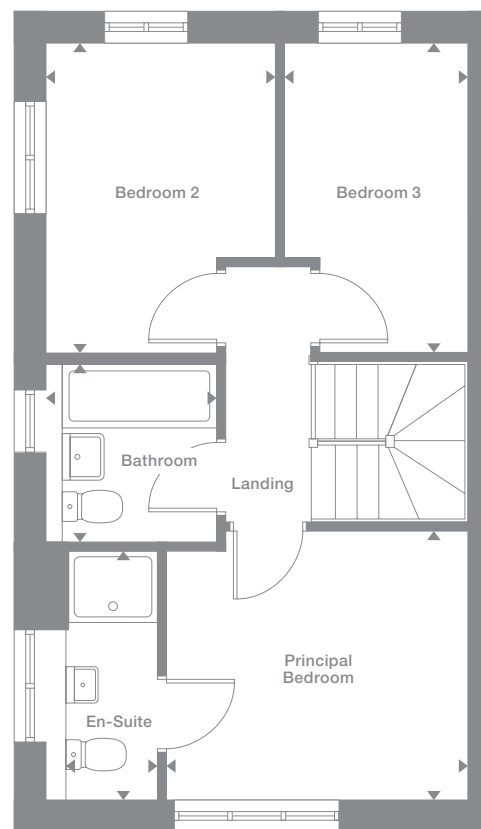 Bedroom 2
Bedroom 3
Bathroom
Landing
Principal
Bedroom
En-Suite